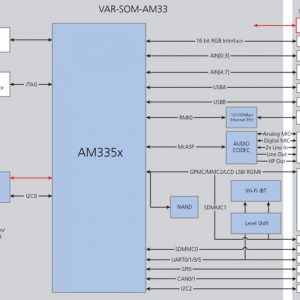 VAR-SOM-AM33
16 bit RGB Interface
AIN[0:3]
JTAG
AIN[4:7]
USBA
USBB
RMII0
10/100Mbps
Ethernet PHY
AM335x
McASP
AUDIO
CODEC
Analog MIC
Digital MIC
2x Line In
Line Out
HP Out
GPMC/MMC2/LCD LSB/ RGMII
I2C0
NAND
SDMMC1
Wi-Fi /BT
Level Shift
SDMMC0
UART0/1/3/5
SPI0
CAN0/1
I2C2